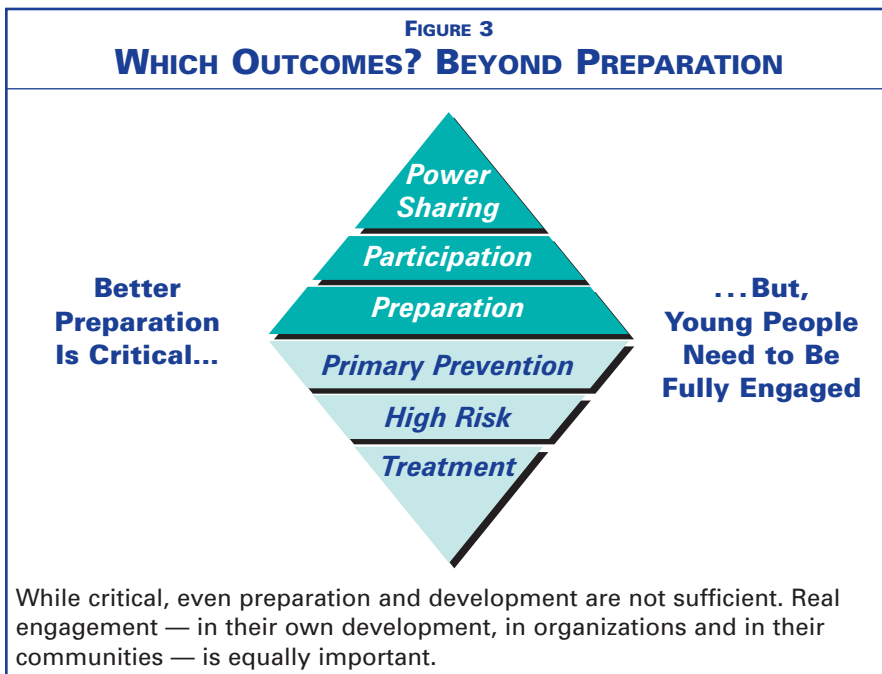 FIGURE 3
WHICH OUTCOMES? BEYOND PREPARATION
Power
Sharing
Participation
Preparation
Primary Prevention
High Risk
Treatment
Better
Preparation
Is Critical...
...But,
Young People
Need to Be
Fully Engaged
While critical, even preparation and development are not sufficient. Real
engagement — in their own development, in organizations and in their
communities — is equally important.